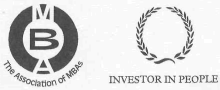 MBA
The Association of MBAs
INVESTOR IN PEOPLE